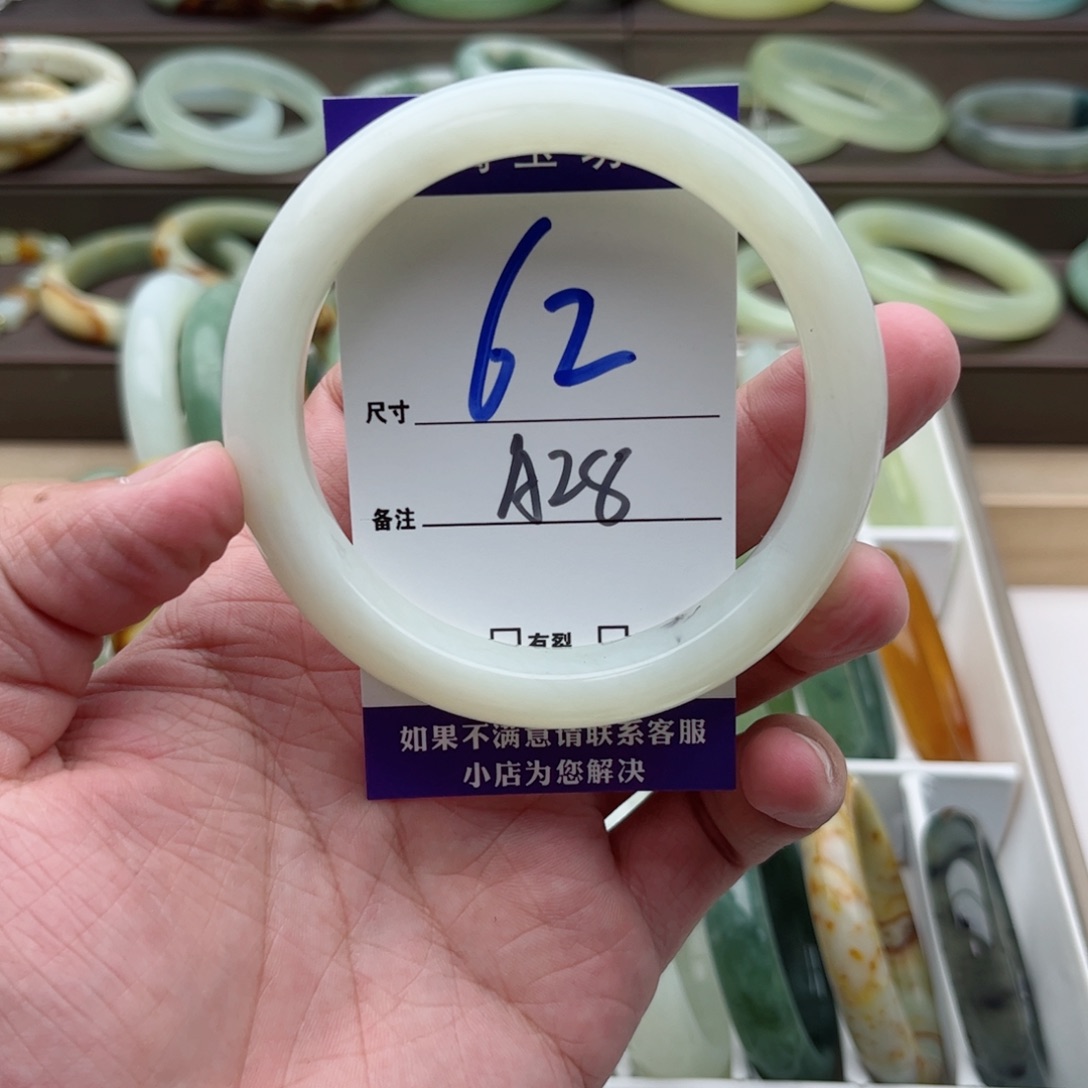 62
尺寸
A28
备注
有裂
如果不满意请联系客服
小店为您解决